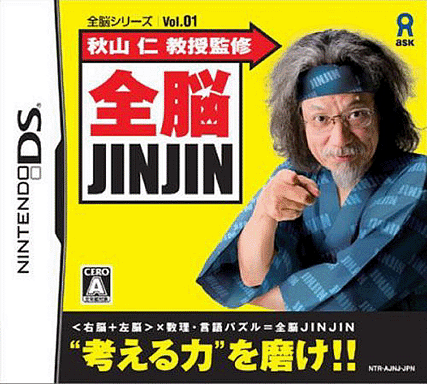 全脳シリーズ Vol.01
秋山 仁 教授監修
ask
全脳
JINJIN
JINJIN
NINTENDO DS
CERO
A
<右脳+左脳>×数理・言語パズル=全脳JINJIN
“考える力”を磨け!!
NTR-AJNJ-JPN